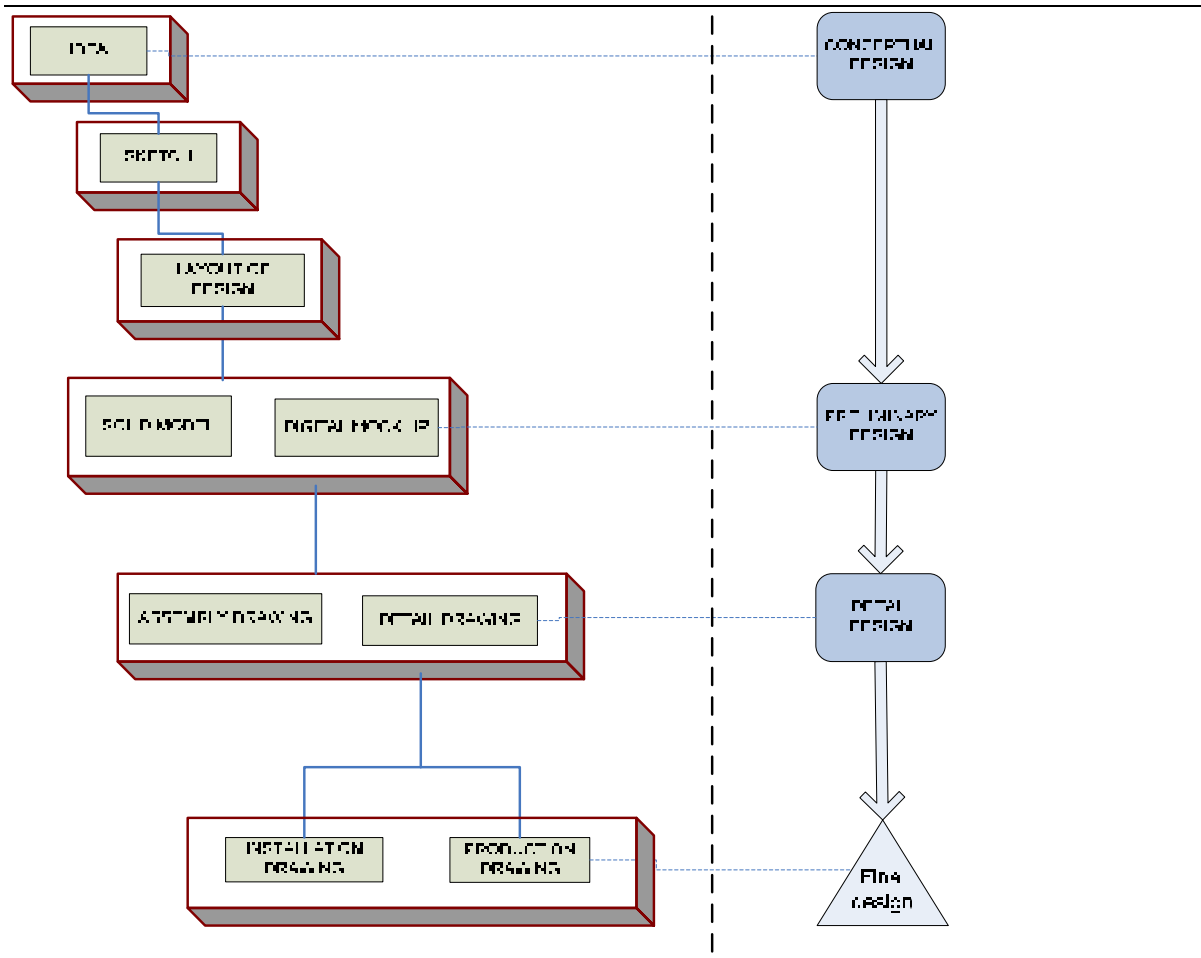 IDEA
CONCEPTUAL
DESIGN
SKETCH
LAYOUT OF
DESIGN
SOLID MODEL
DIGITAL MOCK UP
PRELIMINARY
DESIGN
ASSEMBLY DRAWING
DETAIL DRAWING
DETAIL
DESIGN
INSTALLATION
DRAWING
PRODUCTION
DRAWING
design